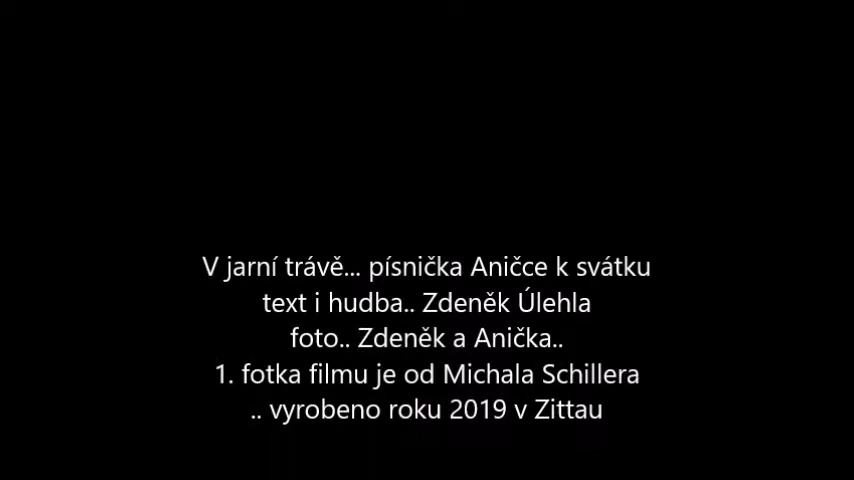 V jarní trávě... písnička Aničce k svátku
text i hudba.. Zdeněk Úlehla
foto.. Zdeněk a Anička..
1. fotka filmu je od Michala Schillera
.. vyrobeno roku 2019 v Zittau